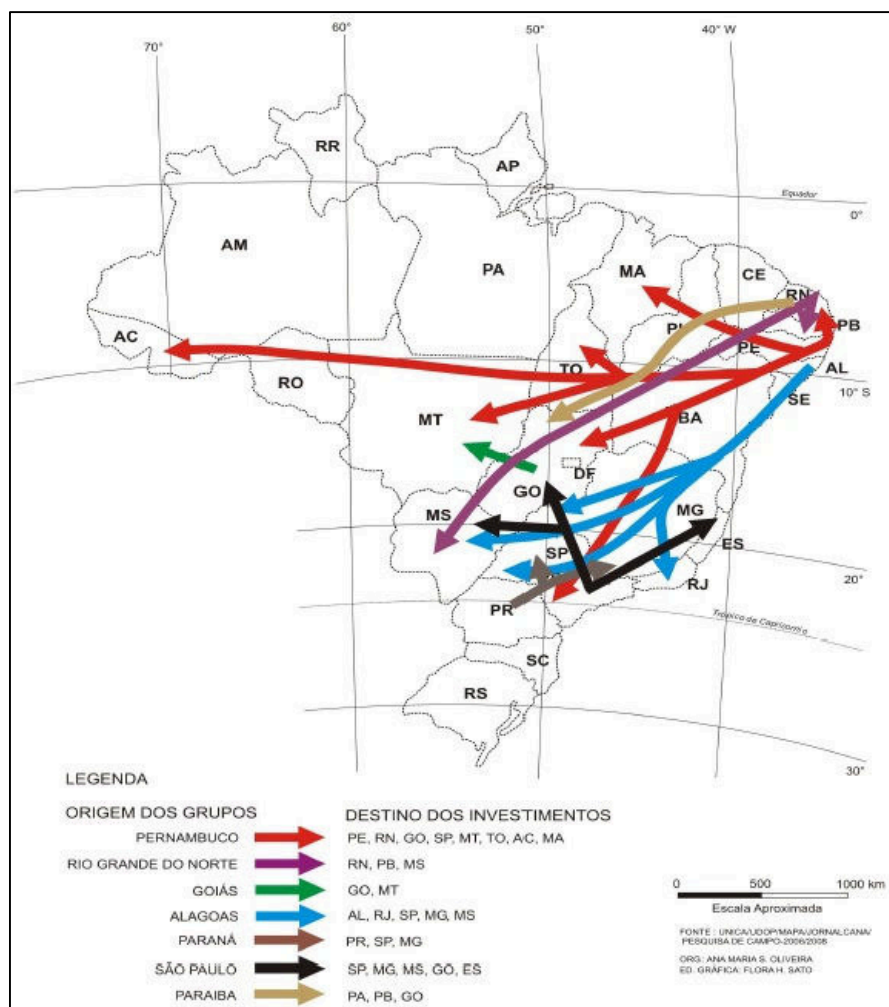 70°
60°
50°
40° W
RR
AP
Equador
0°
AM
PA
MA
CE
RN
PB
PI
PE
AC
TO
AL
RO
SE
10° S
MT
BA
DF
GO
MG
MS
ES
SP
20°
RJ
PR
Trópico de Capricornio
SC
RS
30°
LEGENDA
ORIGEM DOS GRUPOS DESTINO DOS INVESTIMENTOS
PERNAMBUCO PE, RN, GO, SP, MT, TO, AC, MA
RIO GRANDE DO NORTE RN, PB, MS
GOIÁS GO, MT
ALAGOAS AL, RJ, SP, MG, MS
PARANÁ PR, SP, MG
SÃO PAULO SP, MG, MS, GO, ES
PARAIBA PA, PB, GO
0 500 1000 km
Escala Aproximada
FONTE : UNICA/UDOP/MAPA/JORNALCANA/
PESQUISA DE CAMPO-2006/2008
ORG: ANA MARIA S. OLIVEIRA
ED. GRÁFICA: FLORA H. SATO